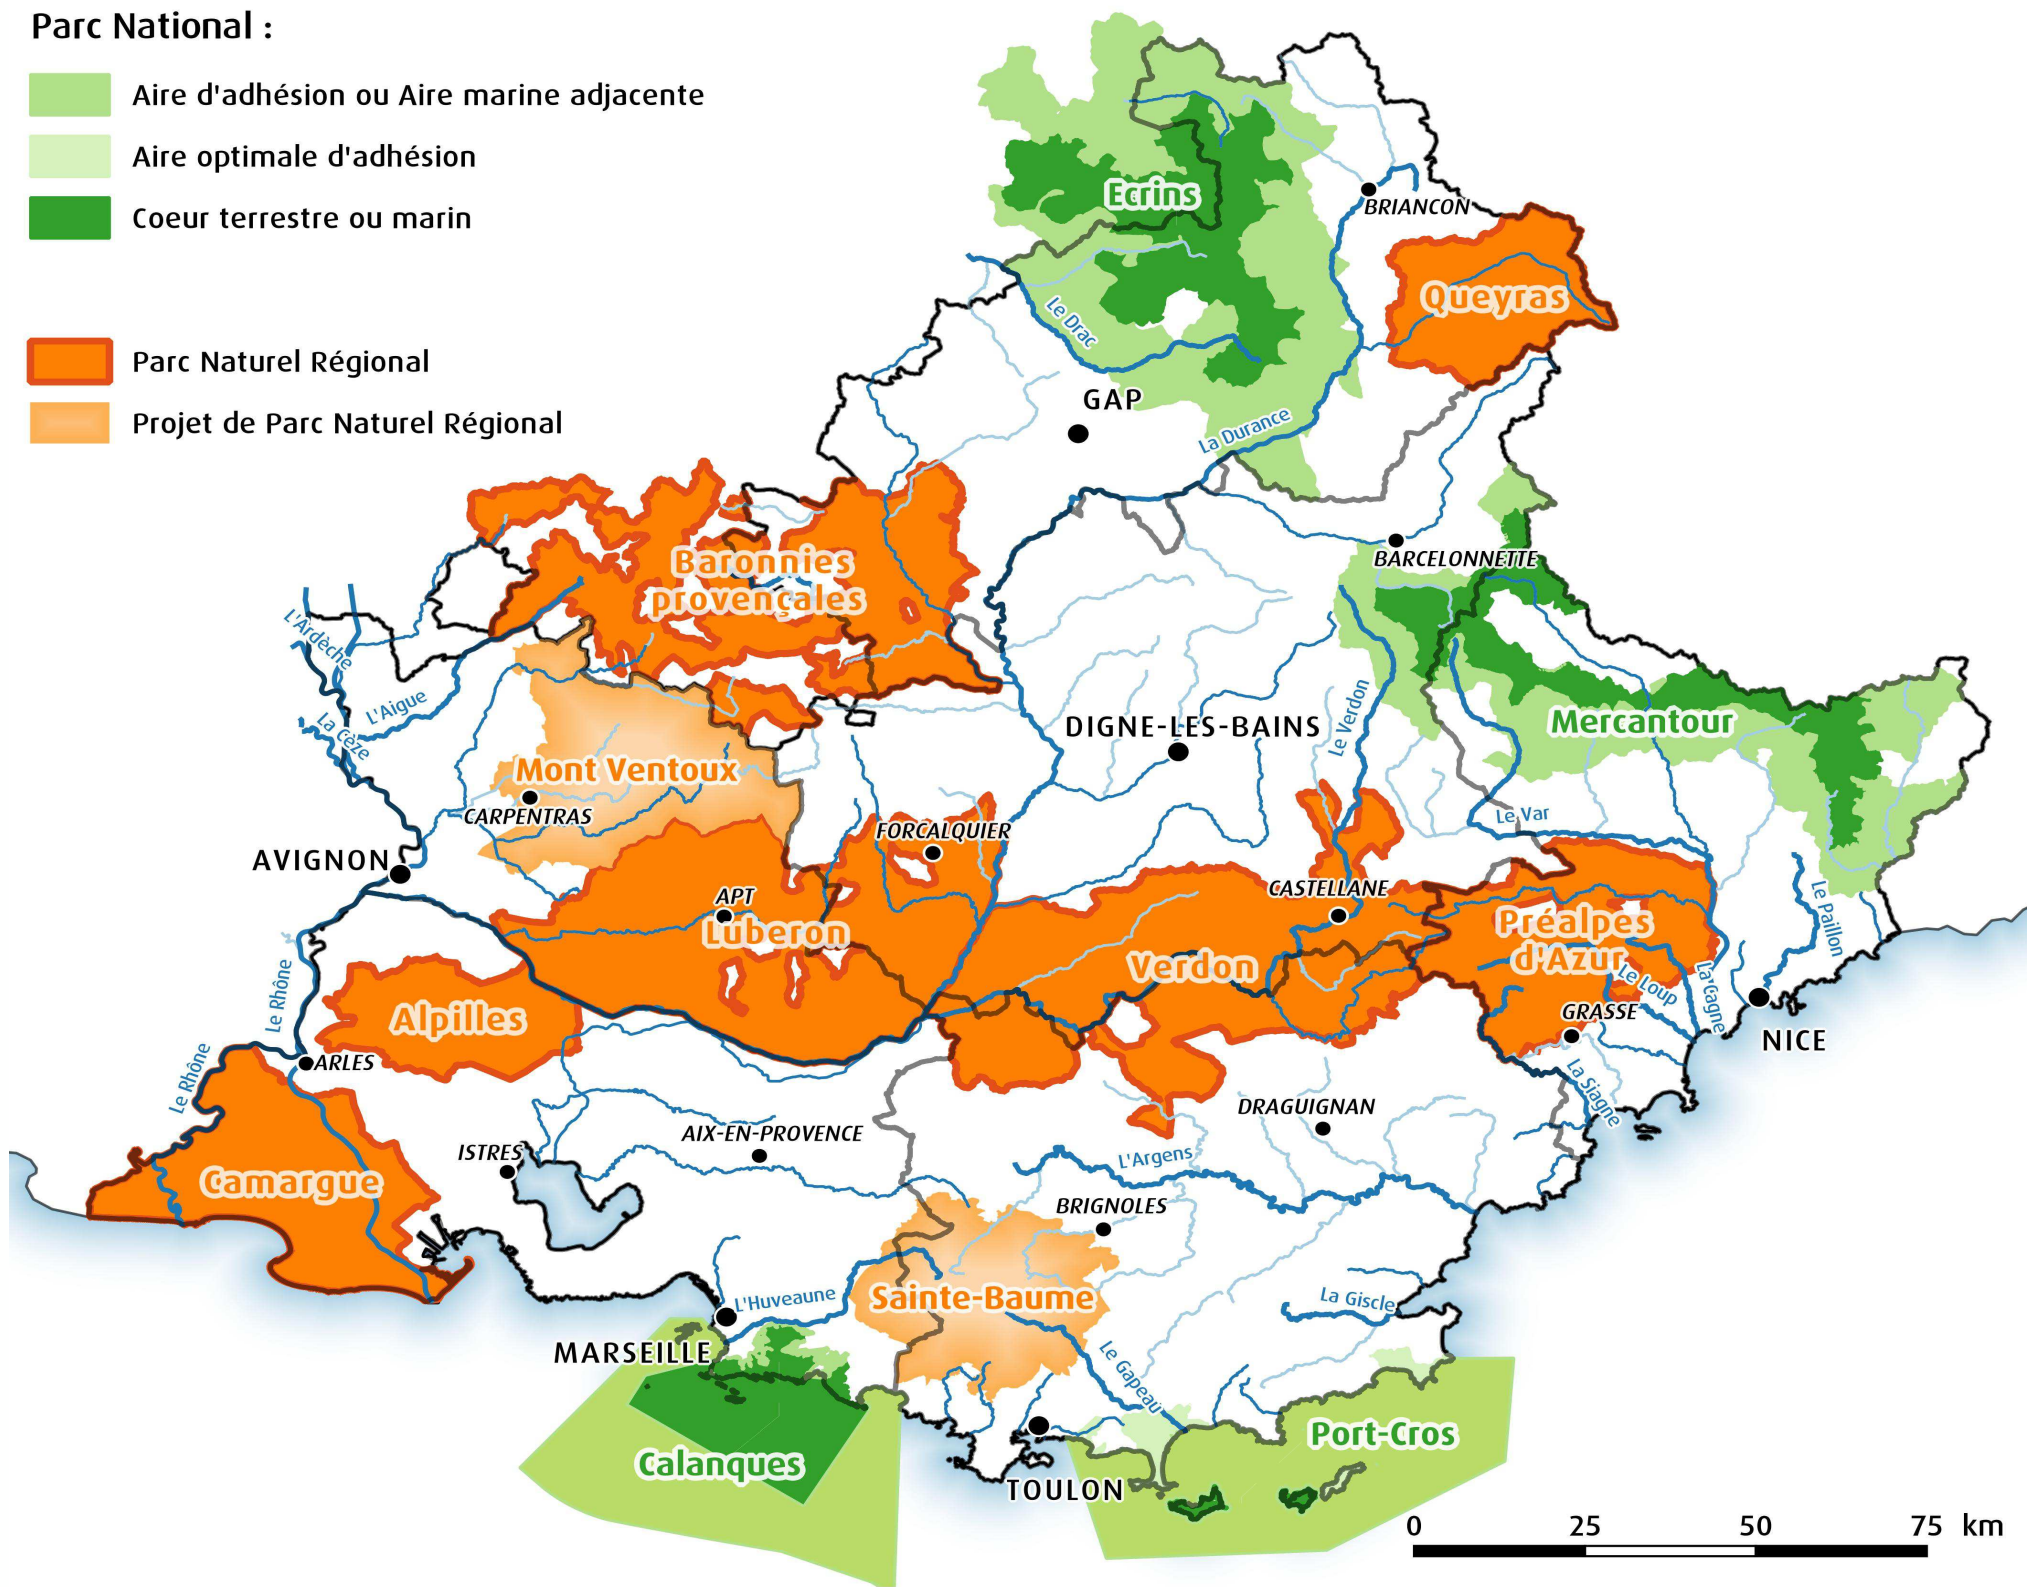 Parc National :
Aire d'adhésion ou Aire marine adjacente
Aire optimale d'adhésion
Coeur terrestre ou marin
Parc Naturel Régional
Projet de Parc Naturel Régional
Ecrins
BRIANCON
Queyras
Le Drac
GAP
La Durance
BARCELONNETTE
Baronnies
provençales
L'Ardèche
L'Aigue
La Cèze
Le Verdon
DIGNE-LES-BAINS
Mercantour
Mont Ventoux
CARPENTRAS
Le Var
FORCALQUIER
AVIGNON
APT
Luberon
CASTELLANE
Préalpes
d'Azur
Le Paillon
Verdon
Le Loup
La Cagne
Le Rhône
Alpilles
GRASSE
NICE
ARLES
Le Rhône
La Siagne
DRAGUIGNAN
AIX-EN-PROVENCE
ISTRES
L'Argens
Camargue
BRIGNOLES
Sainte-Baume
L'Huveaune
La Giscle
MARSEILLE
Le Gapeau
Port-Cros
Calanques
TOULON
0 25 50 75 km